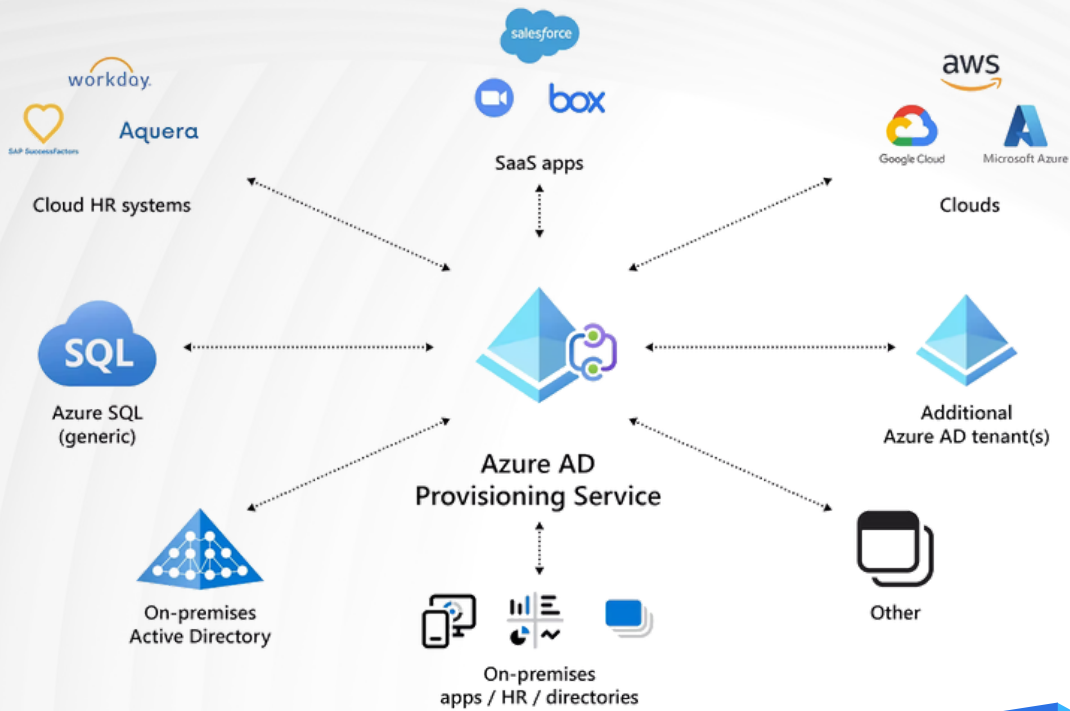 salesforce
box
SaaS apps
workday.
SAP SuccessFactors
Aquera
Cloud HR systems
aws
Google Cloud
Microsoft Azure
Clouds
SQL
Azure SQL
(generic)
Azure AD
Provisioning Service
Additional
Azure AD tenant(s)
On-premises
Active Directory
On-premises
apps / HR / directories
Other